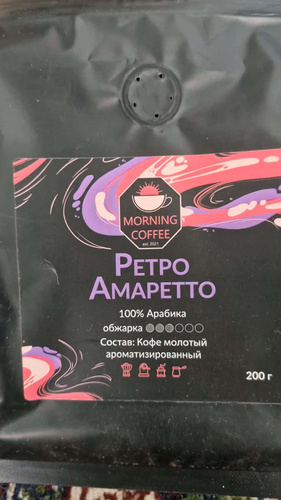 MORNING
COFFEE
est. 2021
Ретро
Амаретто
100% Арабика
обжарка
Состав: Кофе молотый
ароматизированный
200 г